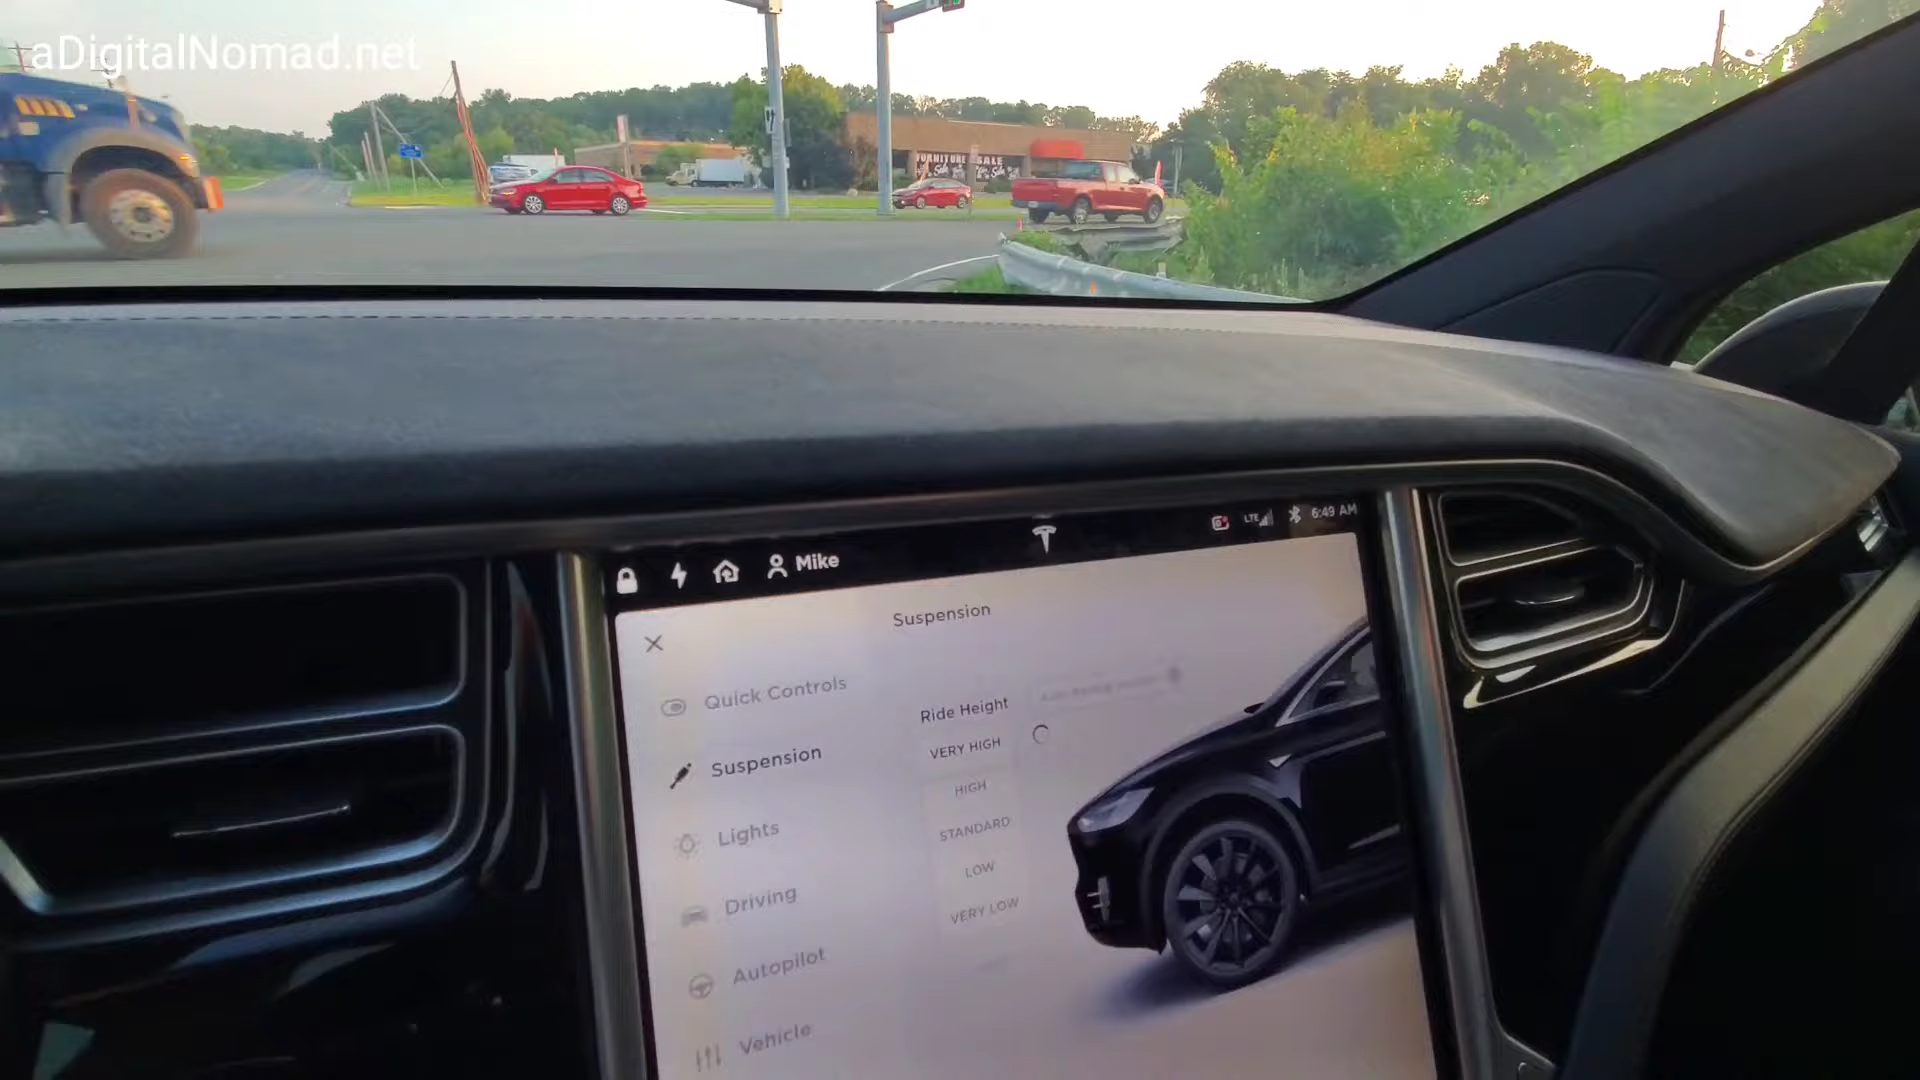 aDigitalNomad.net
FURNITURE SALE
Mike
LTE
6:49 AM
Suspension
Quick Controls
Suspension
Lights
Driving
Autopilot
Vehicle
Ride Height
VERY HIGH
HIGH
STANDARD
LOW
VERY LOW